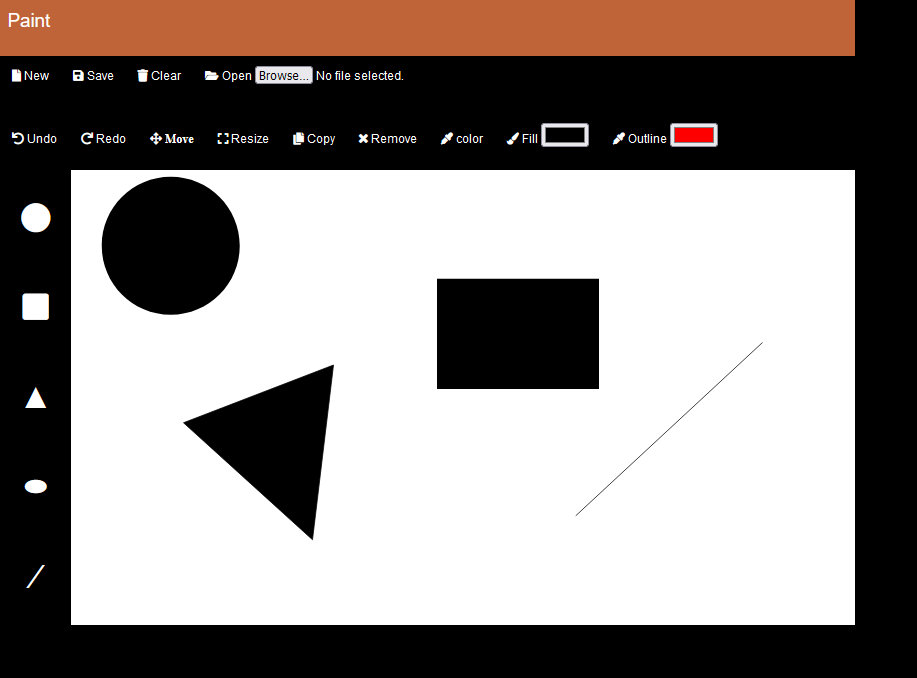 Paint
New Save Clear Open Browse... No file selected.
Undo Redo Move Resize Copy Remove color Fill Outline